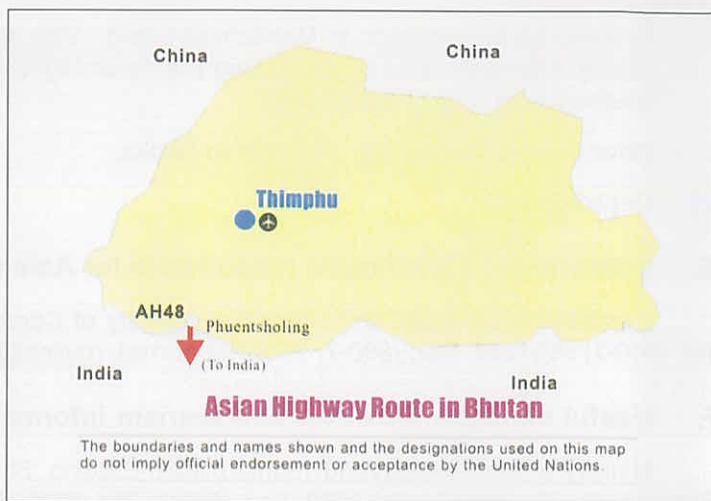 China
China
Thimphu
AH48
Phuentsholing
(To India)
India
India
Asian Highway Route in Bhutan
The boundaries and names shown and the designations used on this map
do not imply official endorsement or acceptance by the United Nations.